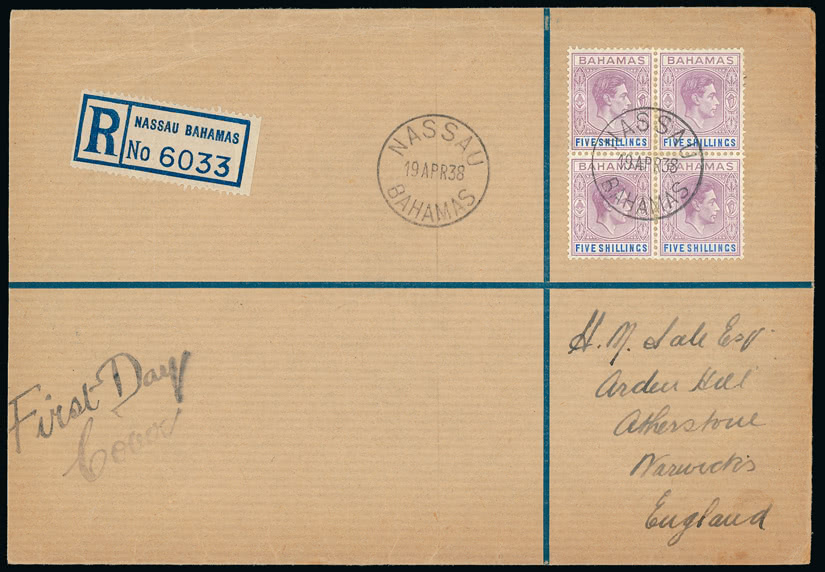 R
NASSAU BAHAMAS
No 6033
NASSAU
19 APR 38
BAHAMAS
BAHAMAS
FIVE SHILLINGS
BAHAMAS
FIVE SHILLINGS
BAHAMAS
FIVE SHILLINGS
BAHAMAS
FIVE SHILLINGS
NASSAU
19 APR 38
BAHAMAS
First Day
Cover
H. M. Sale Esq.
Arden Hill
Atherstone
Warwicks
England